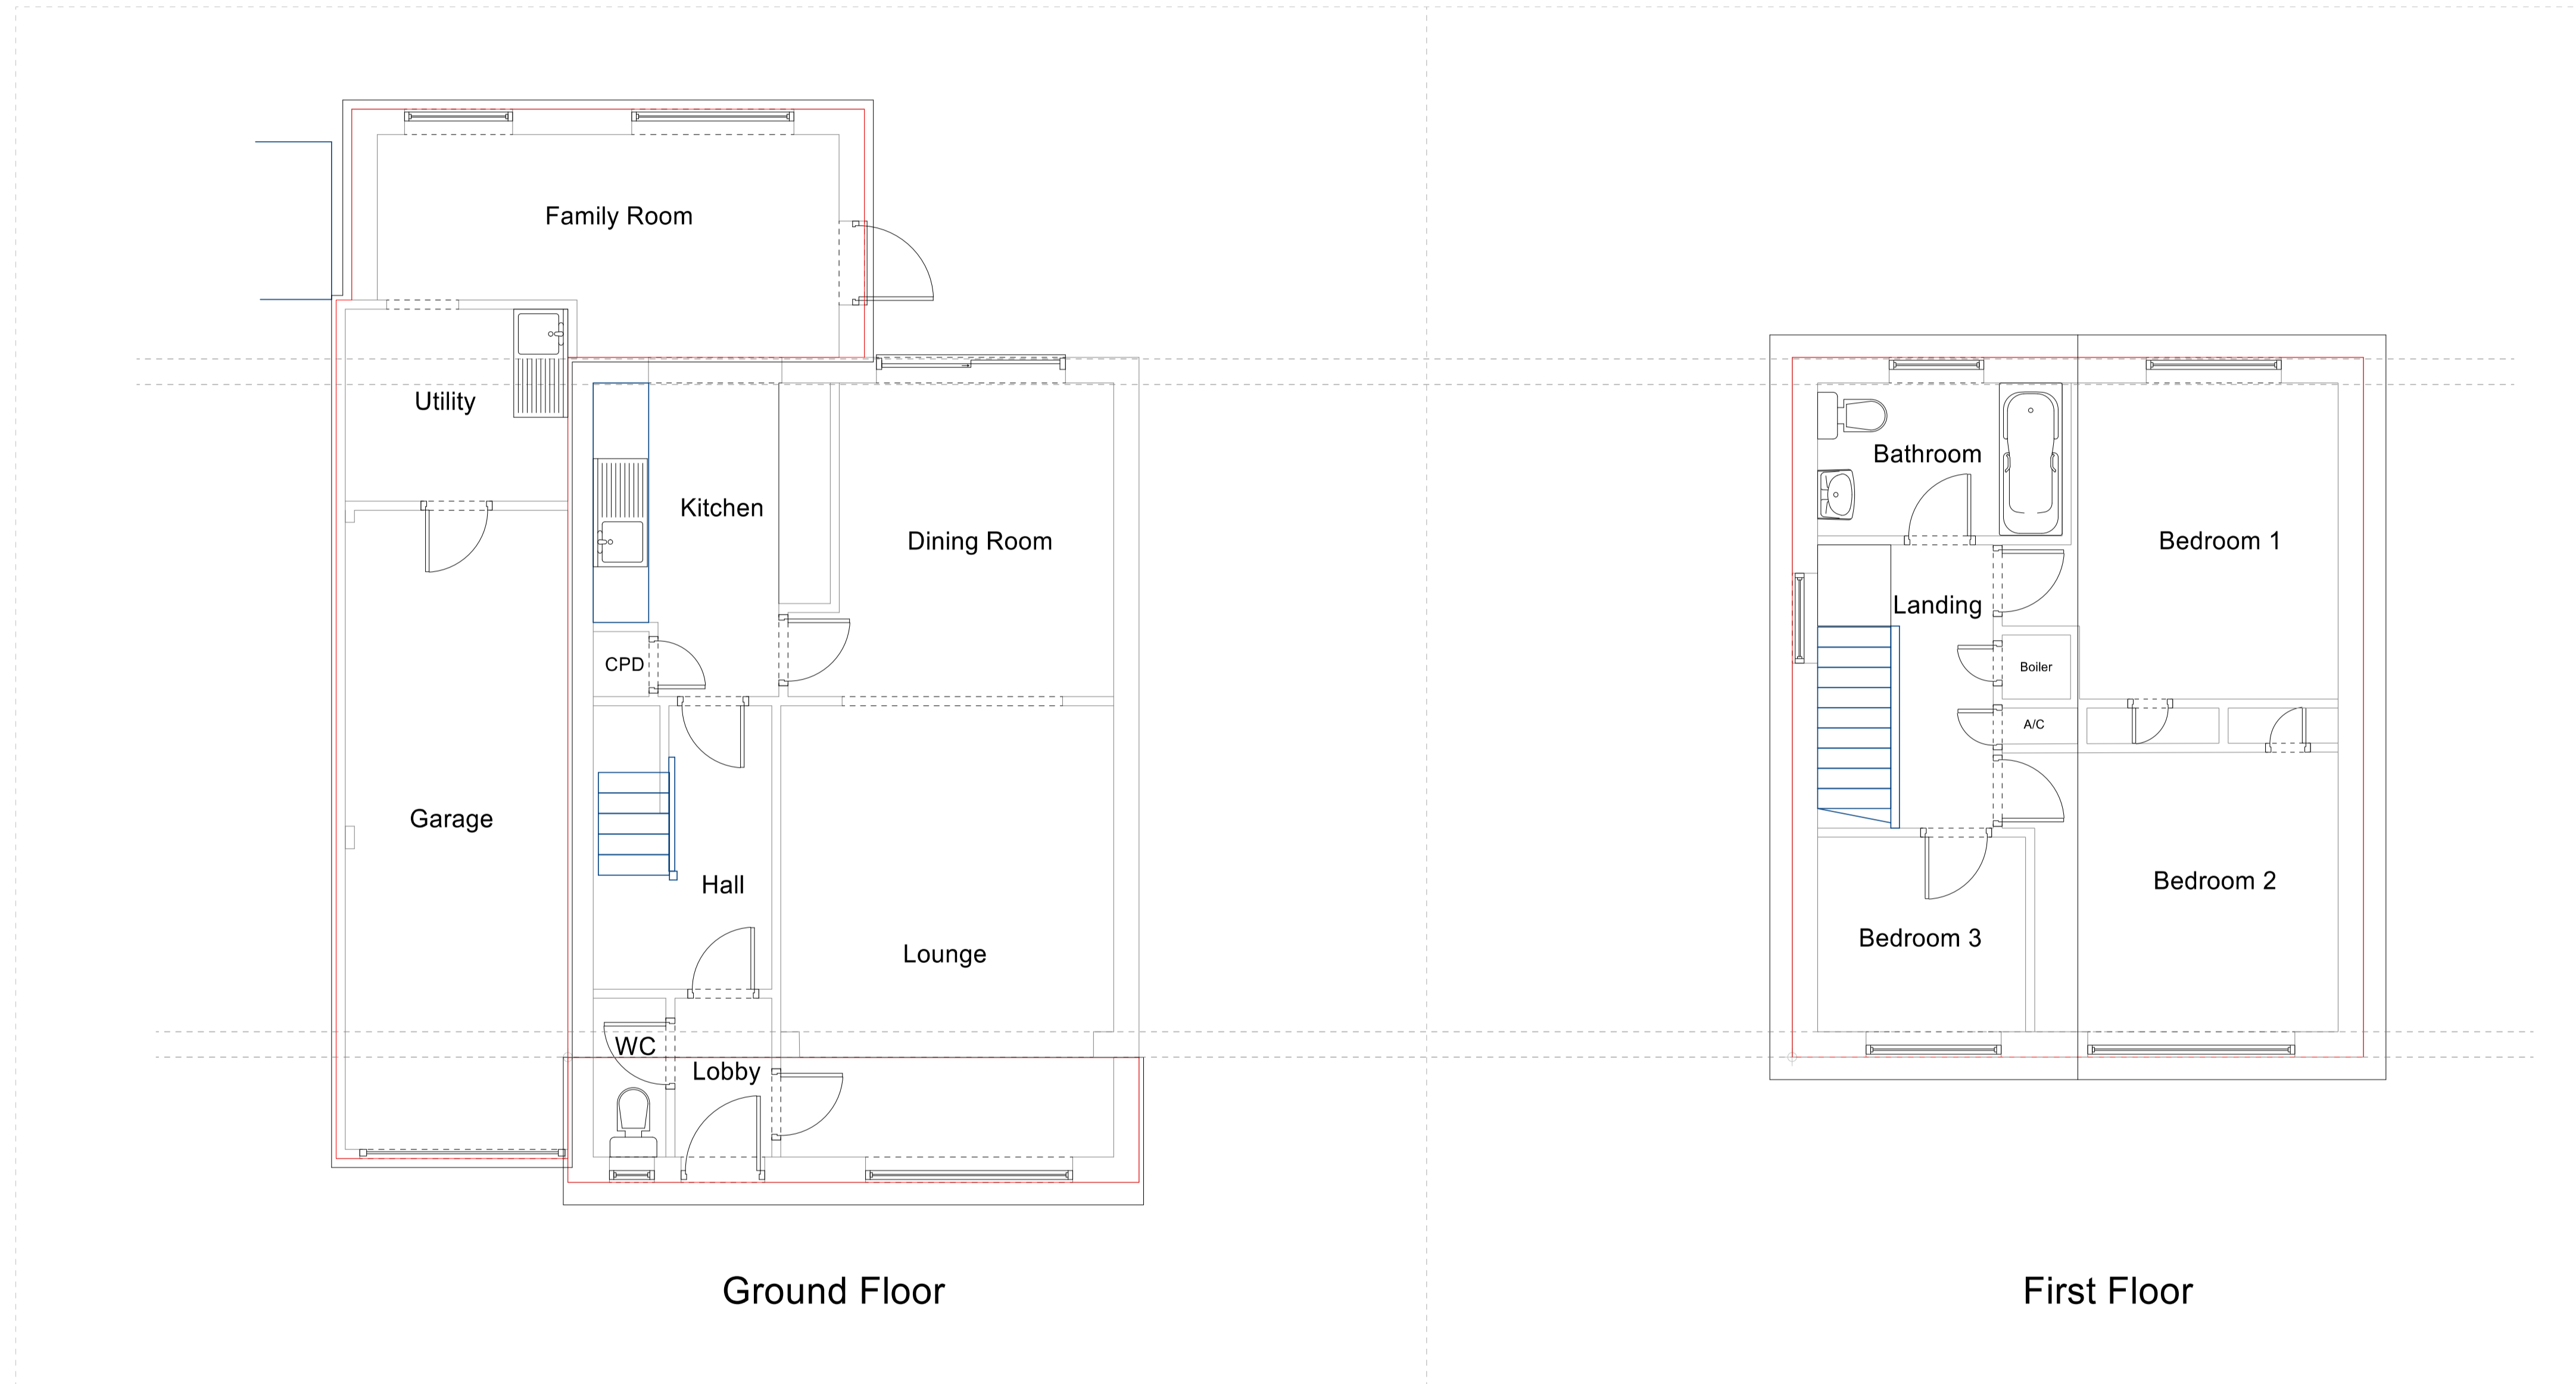 Family Room
Utility
Kitchen
Dining Room
CPD
Garage
Hall
Lounge
WC
Lobby
Ground Floor
Bathroom
Bedroom 1
Landing
Boiler
A/C
Bedroom 2
Bedroom 3
First Floor